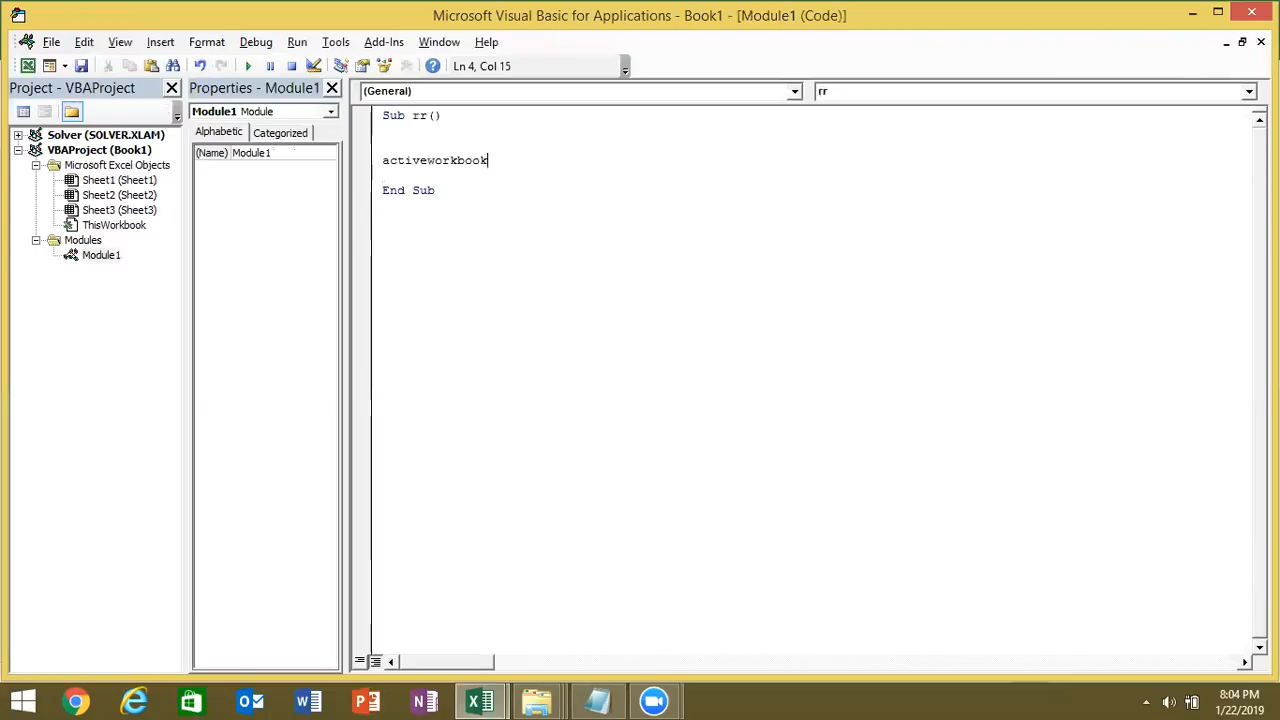 Microsoft Visual Basic for Applications - Book1 - [Module1 (Code)]
File Edit View Insert Format Debug Run Tools Add-Ins Window Help
Ln 4, Col 15
Project - VBAProject
Properties - Module1
(General)
rr
Module1 Module
Alphabetic Categorized
(Name) Module1
Solver (SOLVER.XLAM)
VBAProject (Book1)
Microsoft Excel Objects
Sheet1 (Sheet1)
Sheet2 (Sheet2)
Sheet3 (Sheet3)
ThisWorkbook
Modules
Module1
Sub rr()
activeworkbook
End Sub
8:04 PM
1/22/2019